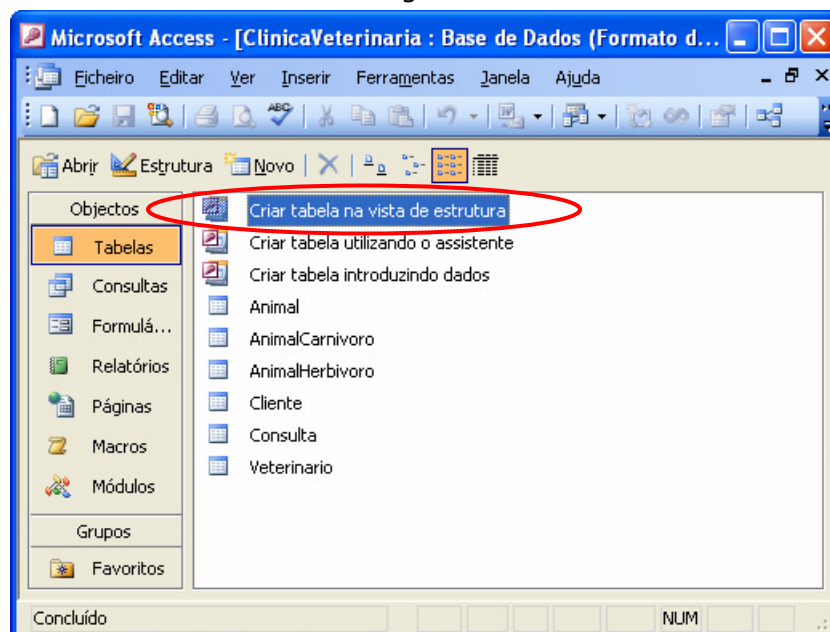 Microsoft Access - [ClinicaVeterinaria : Base de Dados (Formato d...
Ficheiro Editar Ver Inserir Ferramentas Janela Ajuda
Abrir Estrutura Novo
Objectos
Tabelas
Consultas
Formulá...
Relatórios
Páginas
Macros
Módulos
Grupos
Favoritos
Criar tabela na vista de estrutura
Criar tabela utilizando o assistente
Criar tabela introduzindo dados
Animal
AnimalCarnivoro
AnimalHerbivoro
Cliente
Consulta
Veterinario
Concluído NUM